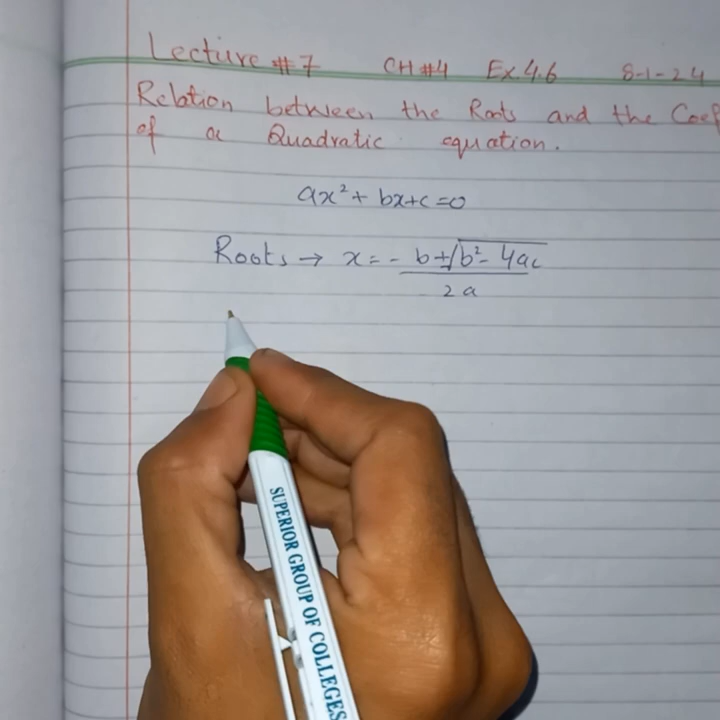 Lecture #7 CH#4 Ex.4.6 8-1-24
Relation between the Roots and the Coef
of a Quadratic equation.
ax² + bx+c=0
Roots → x = - b±√b²- 4ac
2a
SUPERIOR GROUP OF COLLEGES